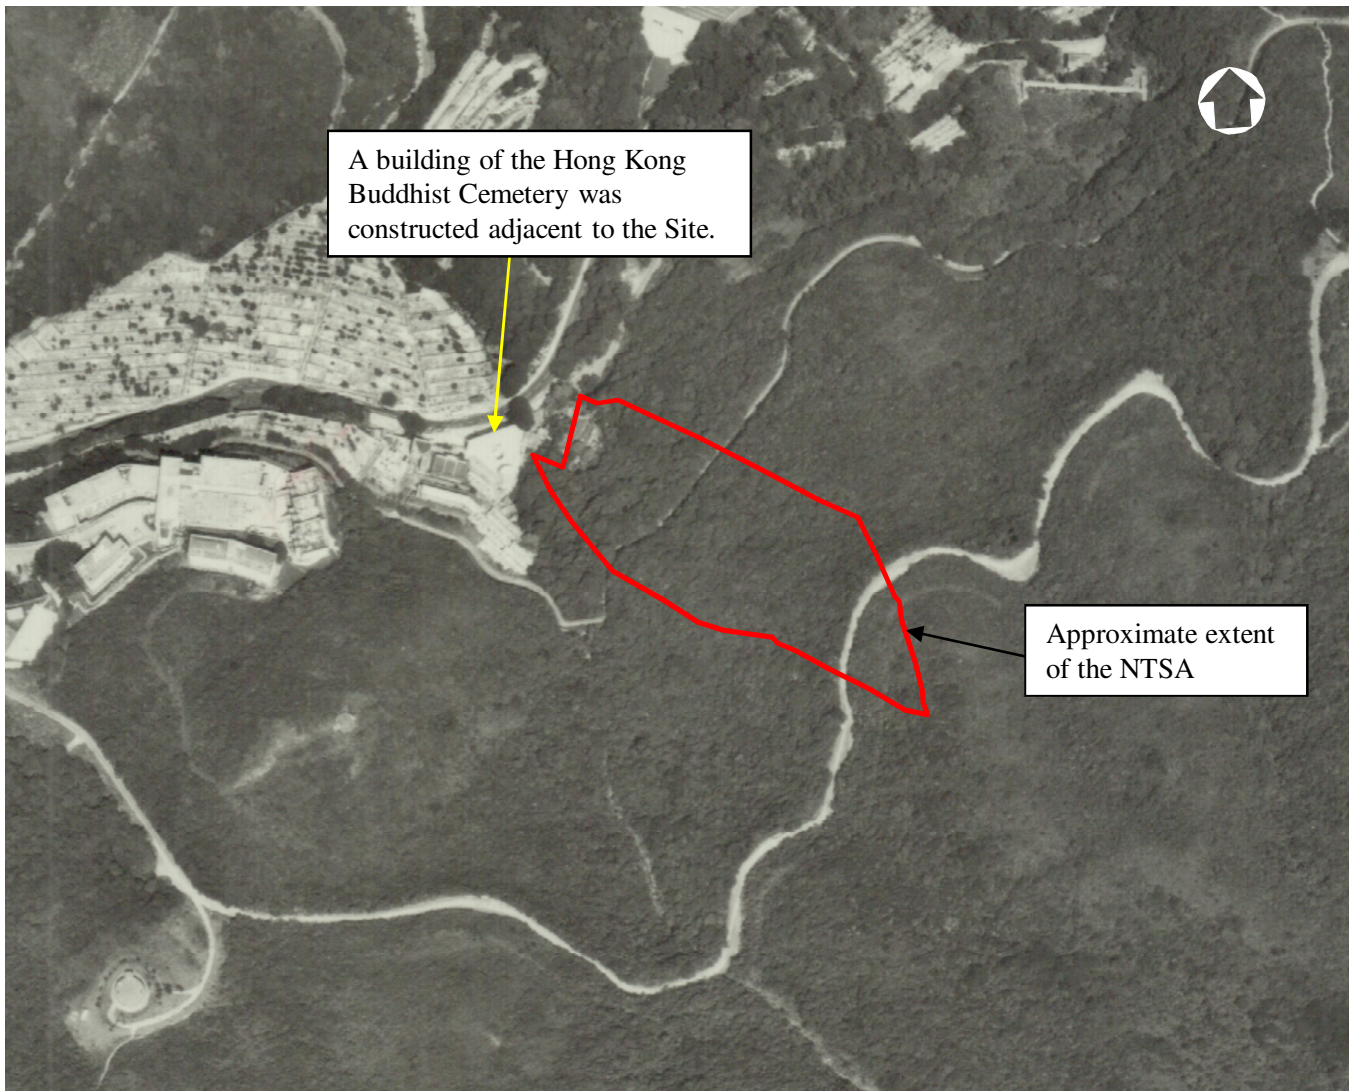 A building of the Hong Kong
Buddhist Cemetery was
constructed adjacent to the Site.
Approximate extent
of the NTSA